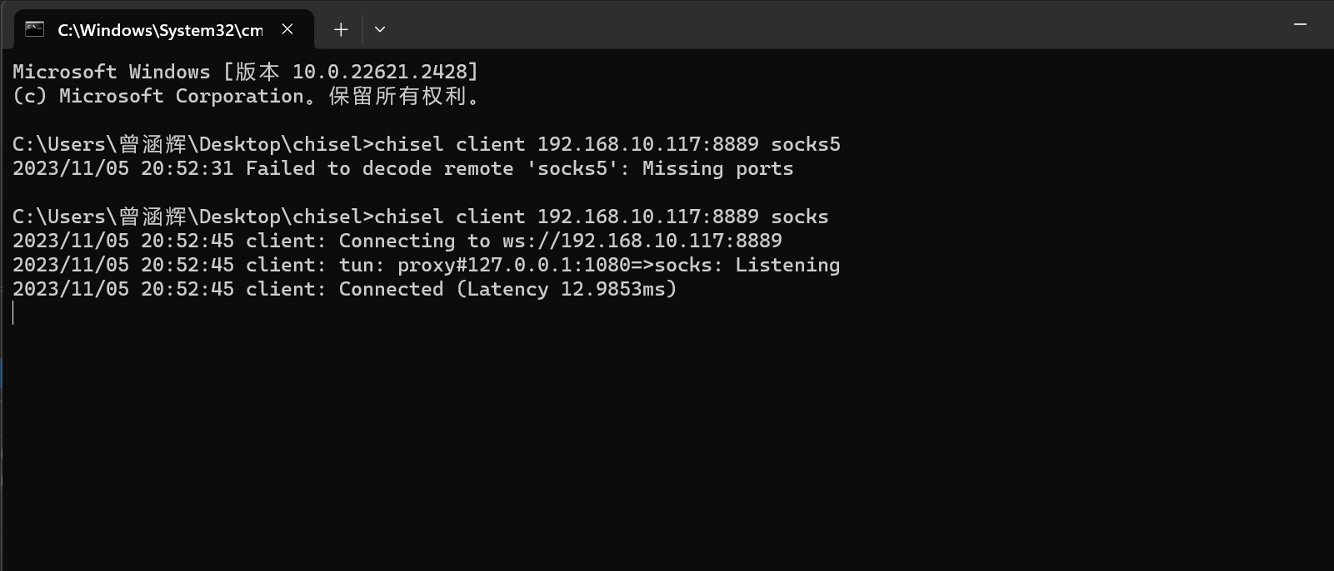 C:\Windows\System32\cm
Microsoft Windows [版本 10.0.22621.2428]
(c) Microsoft Corporation。保留所有权利。
C:\Users\曾涵辉\Desktop\chisel>chisel client 192.168.10.117:8889 socks5
2023/11/05 20:52:31 Failed to decode remote 'socks5': Missing ports
C:\Users\曾涵辉\Desktop\chisel>chisel client 192.168.10.117:8889 socks
2023/11/05 20:52:45 client: Connecting to ws://192.168.10.117:8889
2023/11/05 20:52:45 client: tun: proxy#127.0.0.1:1080=>socks: Listening
2023/11/05 20:52:45 client: Connected (Latency 12.9853ms)